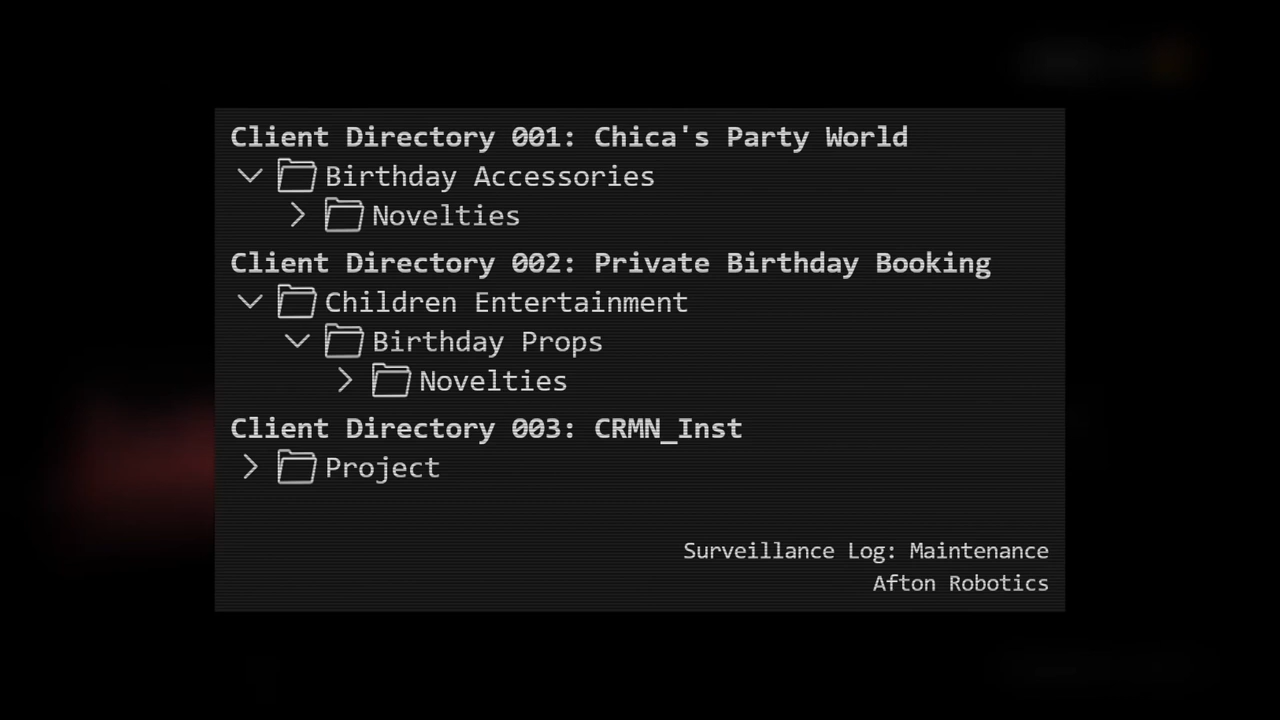 Client Directory 001: Chica's Party World
Birthday Accessories
Novelties
Client Directory 002: Private Birthday Booking
Children Entertainment
Birthday Props
Novelties
Client Directory 003: CRMN_Inst
Project
Surveillance Log: Maintenance
Afton Robotics